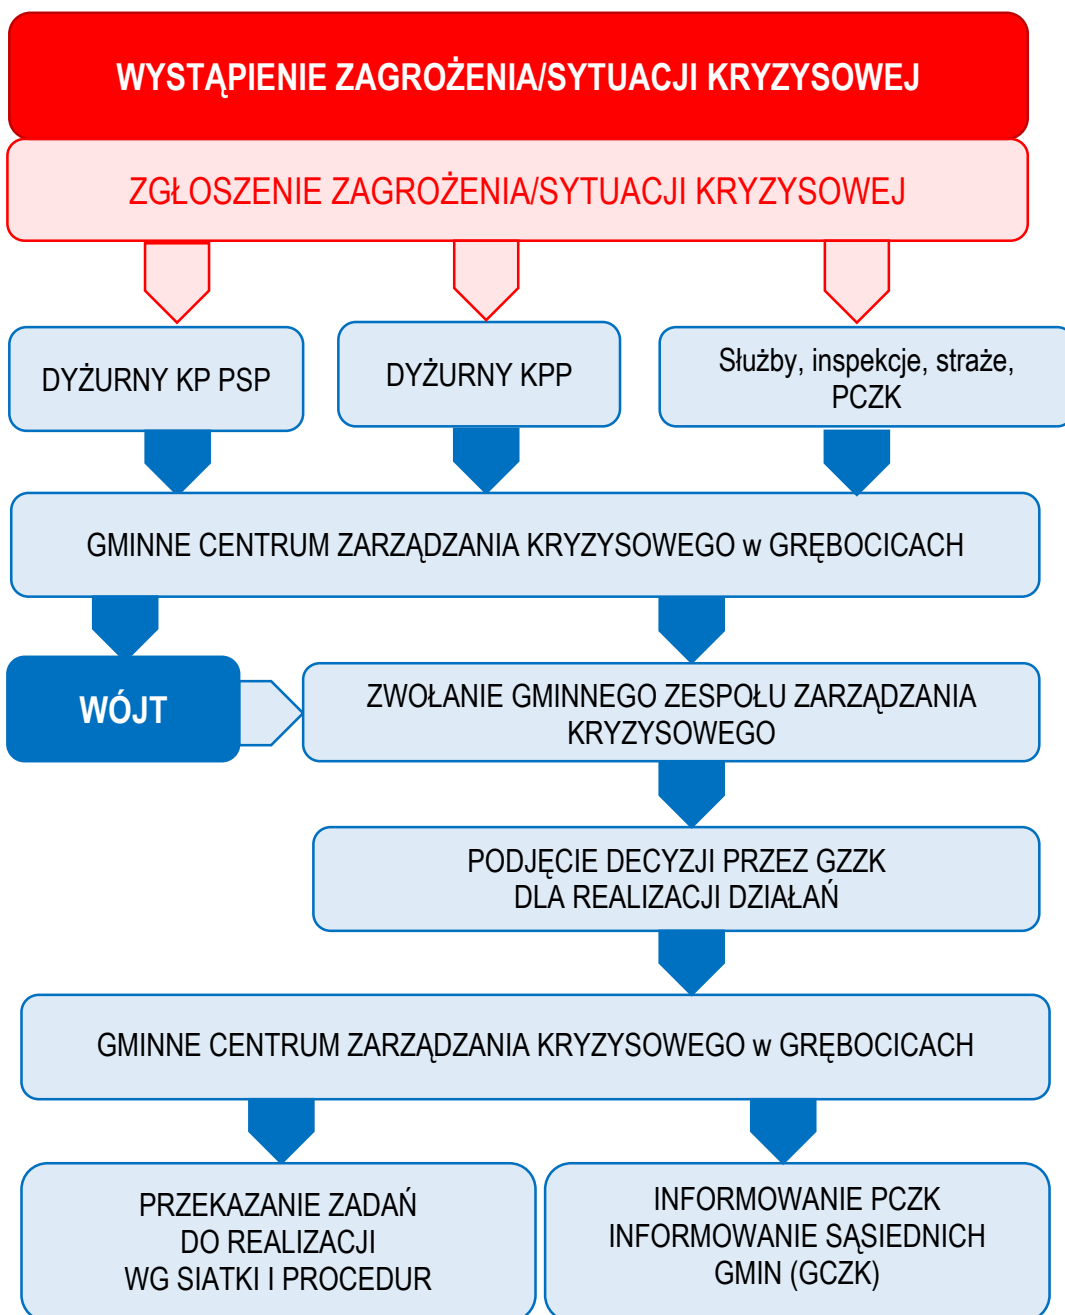 WYSTĄPIENIE ZAGROŻENIA/SYTUACJI KRYZYSOWEJ
ZGŁOSZENIE ZAGROŻENIA/SYTUACJI KRYZYSOWEJ
DYŻURNY KP PSP
DYŻURNY KPP
Służby, inspekcje, straże,
PCZK
GMINNE CENTRUM ZARZĄDZANIA KRYZYSOWEGO w GRĘBOCICACH
WÓJT
ZWOŁANIE GMINNEGO ZESPOŁU ZARZĄDZANIA
KRYZYSOWEGO
PODJĘCIE DECYZJI PRZEZ GZZK
DLA REALIZACJI DZIAŁAŃ
GMINNE CENTRUM ZARZĄDZANIA KRYZYSOWEGO w GRĘBOCICACH
PRZEKAZANIE ZADAŃ
DO REALIZACJI
WG SIATKI I PROCEDUR
INFORMOWANIE PCZK
INFORMOWANIE SĄSIEDNICH
GMIN (GCZK)